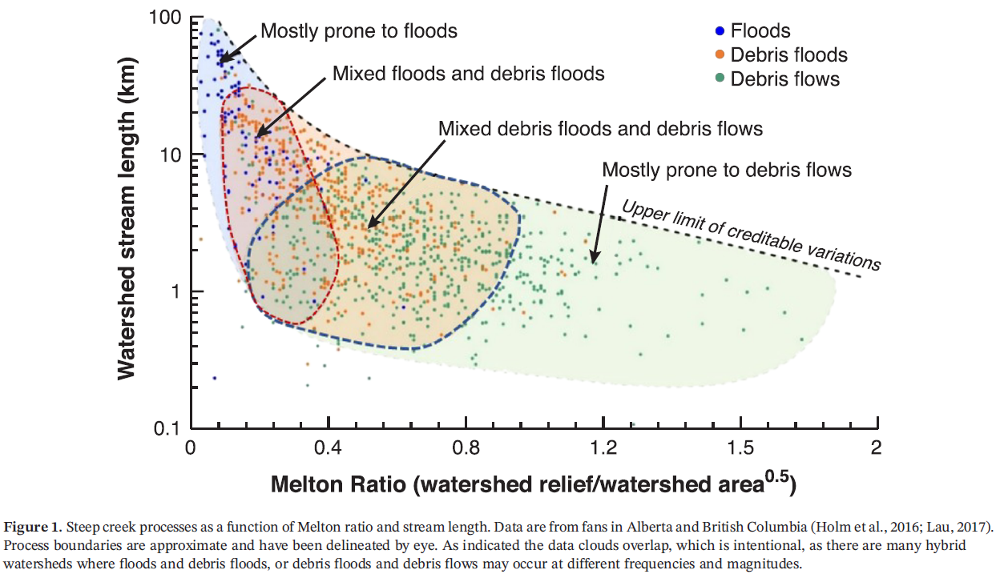 100
10
1
0.1
Watershed stream length (km)
Mostly prone to floods
Mixed floods and debris floods
Mixed debris floods and debris flows
Mostly prone to debris flows
Upper limit of creditable variations
Floods
Debris floods
Debris flows
0 0.4 0.8 1.2 1.5 2
Melton Ratio (watershed relief/watershed area^0.5)
Figure 1. Steep creek processes as a function of Melton ratio and stream length. Data are from fans in Alberta and British Columbia (Holm et al., 2016; Lau, 2017).
Process boundaries are approximate and have been delineated by eye. As indicated the data clouds overlap, which is intentional, as there are many hybrid
watersheds where floods and debris floods, or debris floods and debris flows may occur at different frequencies and magnitudes.